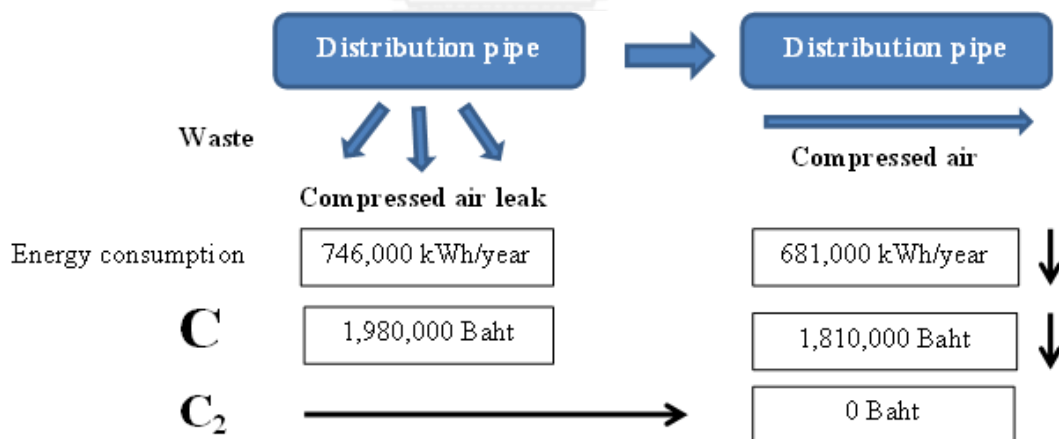 Distribution pipe
Distribution pipe
Waste
Compressed air
Compressed air leak
Energy consumption 746,000 kWh/year 681,000 kWh/year
C 1,980,000 Baht 1,810,000 Baht
C₂ 0 Baht